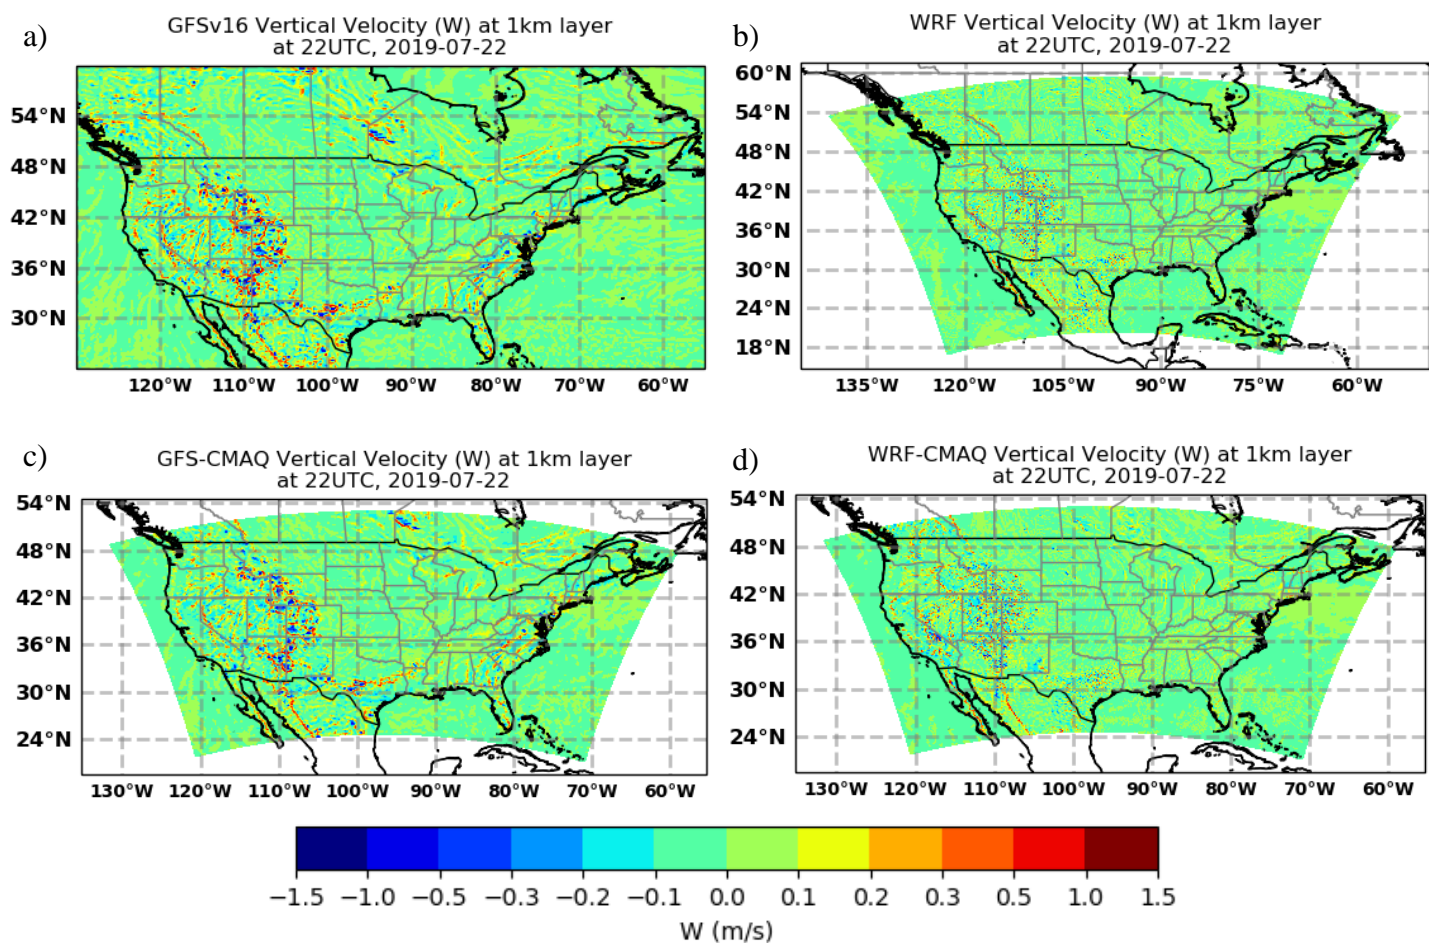 a)
GFSv16 Vertical Velocity (W) at 1km layer
at 22UTC, 2019-07-22
54°N
48°N
42°N
36°N
30°N
120°W 110°W 100°W 90°W 80°W 70°W 60°W
b)
WRF Vertical Velocity (W) at 1km layer
at 22UTC, 2019-07-22
60°N
54°N
48°N
42°N
36°N
30°N
24°N
18°N
135°W 120°W 105°W 90°W 75°W 60°W
c)
GFS-CMAQ Vertical Velocity (W) at 1km layer
at 22UTC, 2019-07-22
54°N
48°N
42°N
36°N
30°N
24°N
130°W 120°W 110°W 100°W 90°W 80°W 70°W 60°W
d)
WRF-CMAQ Vertical Velocity (W) at 1km layer
at 22UTC, 2019-07-22
54°N
48°N
42°N
36°N
30°N
24°N
130°W 120°W 110°W 100°W 90°W 80°W 70°W 60°W
−1.5 −1.0 −0.5 −0.3 −0.2 −0.1 0.0 0.1 0.2 0.3 0.5 1.0 1.5
W (m/s)